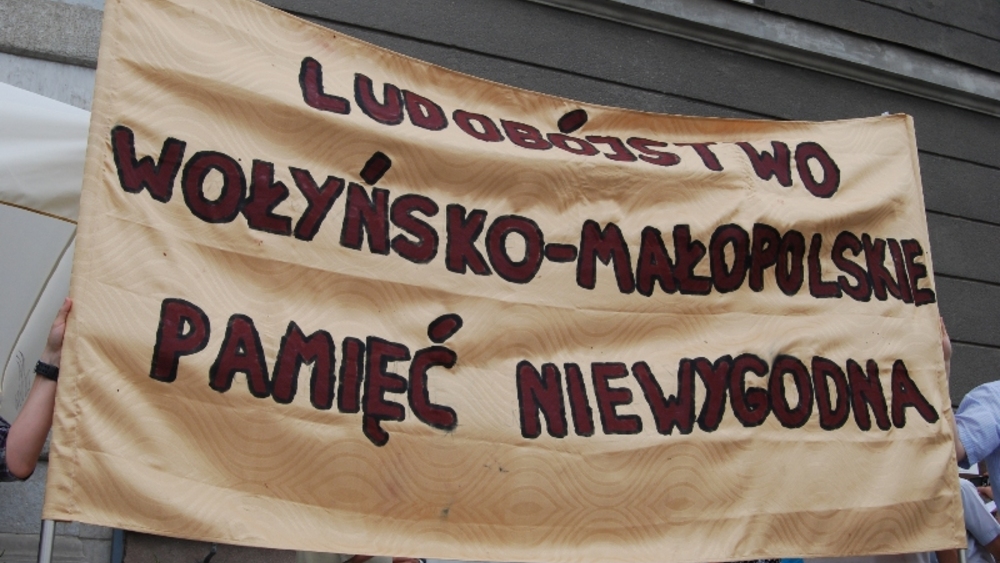 LUDOBÓJSTWO
WOŁYŃSKO-MAŁOPOLSKIE
PAMIĘĆ NIEWYGODNA